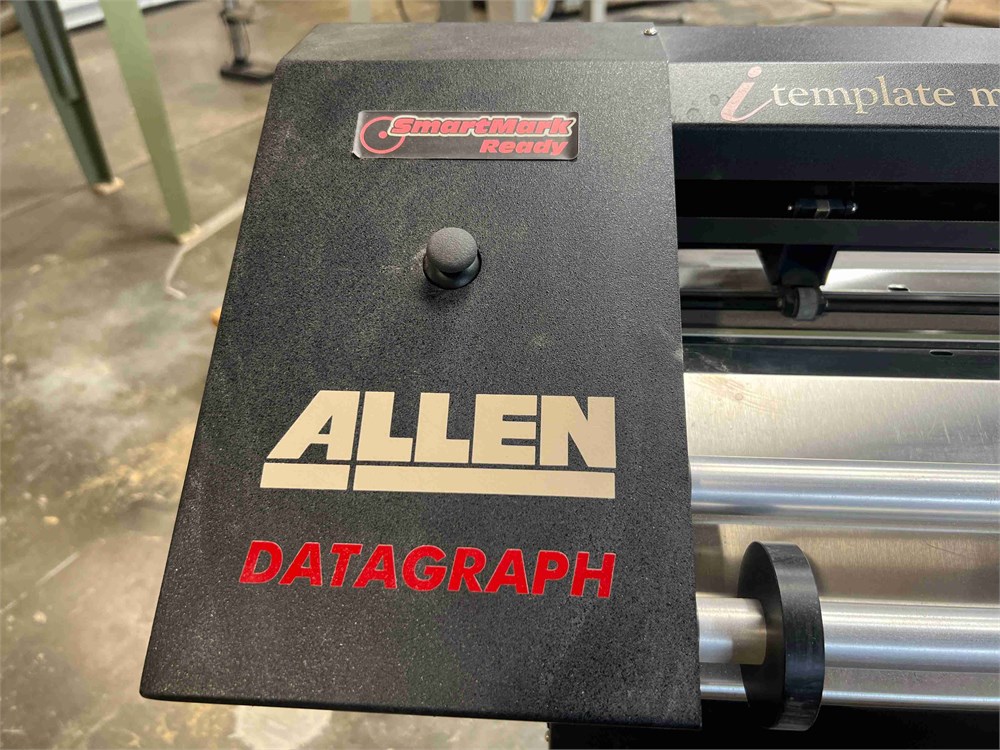 SmartMark
Ready
i template
ALLEN
DATAGRAPH